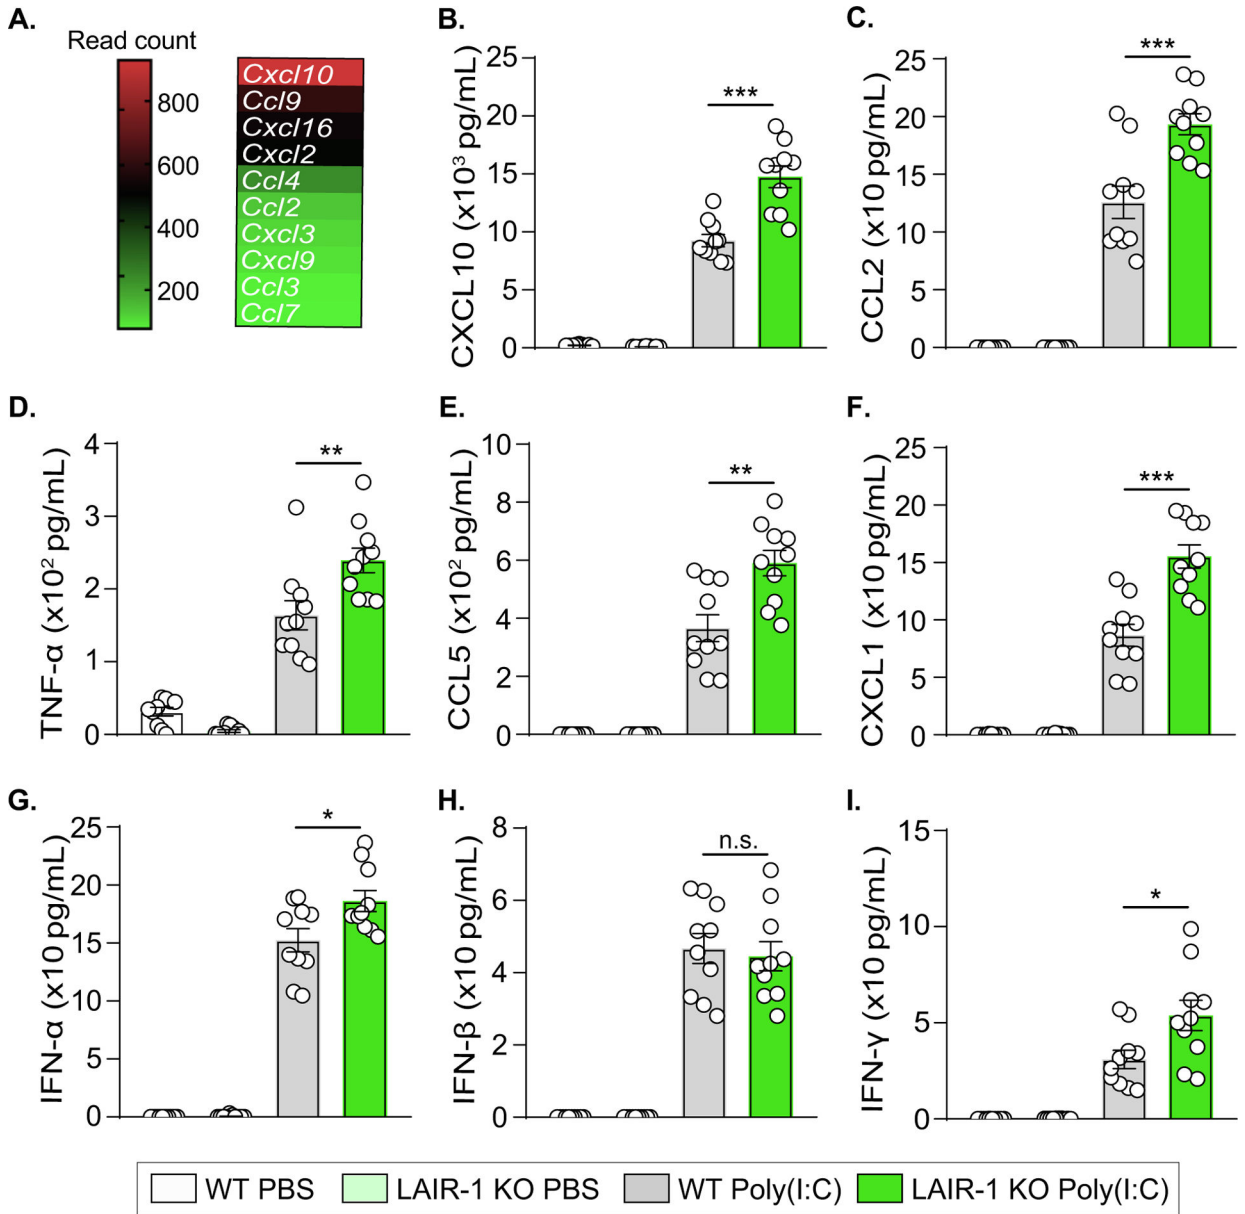 A.
Read count
800
600
400
200
Cxcl10
Ccl9
Cxcl16
Cxcl2
Ccl4
Ccl2
Cxcl3
Cxcl9
Ccl3
Ccl7
B.
CXCL10 (x10³ pg/mL)
25
20
15
10
5
0
***
C.
CCL2 (x10 pg/mL)
25
20
15
10
5
0
***
D.
TNF-α (x10² pg/mL)
4
3
2
1
0
**
E.
CCL5 (x10² pg/mL)
10
8
6
4
2
0
**
F.
CXCL1 (x10 pg/mL)
25
20
15
10
5
0
***
G.
IFN-α (x10 pg/mL)
25
20
15
10
5
0
*
H.
IFN-β (x10 pg/mL)
8
6
4
2
0
n.s.
I.
IFN-γ (x10 pg/mL)
15
10
5
0
*
WT PBS
LAIR-1 KO PBS
WT Poly(I:C)
LAIR-1 KO Poly(I:C)